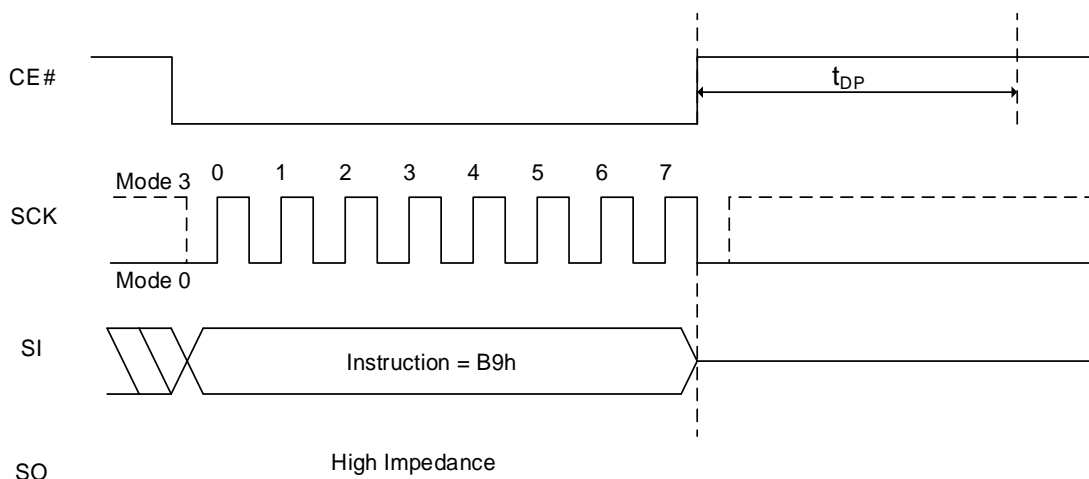 CE#
tDP
Mode 3 0 1 2 3 4 5 6 7
SCK
Mode 0
SI
Instruction = B9h
High Impedance
SO